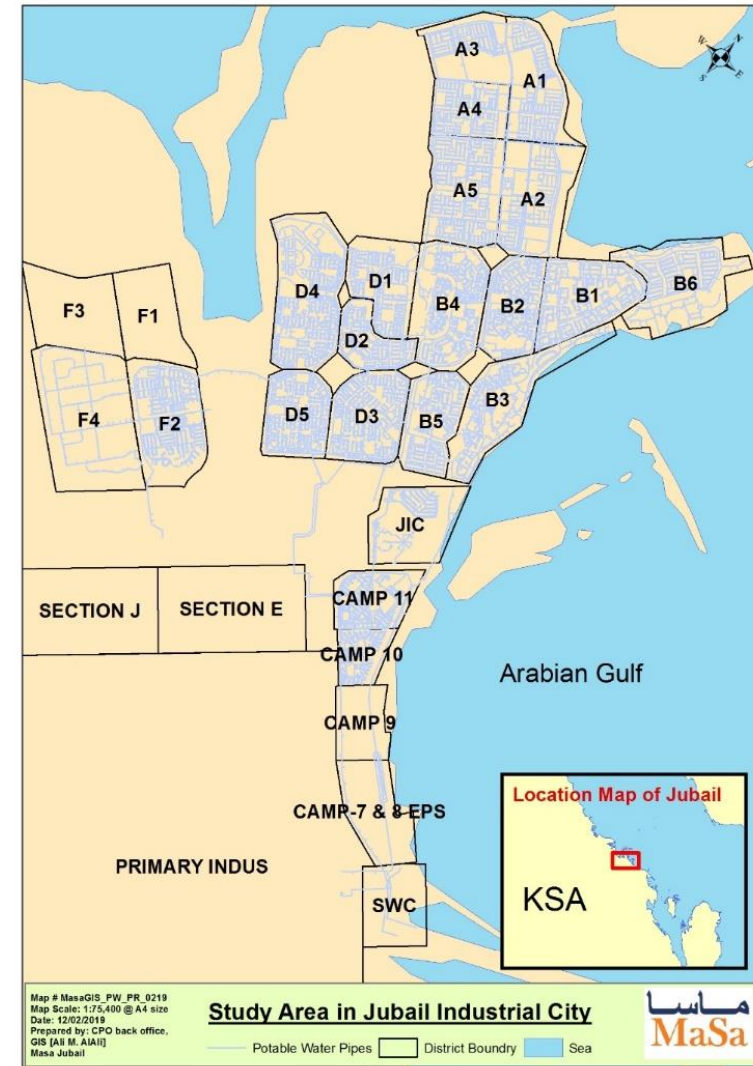 N
W
E
S
A3
A1
A4
A5
A2
D4
D1
B4
B2
B1
B6
D2
F3
F1
F4
F2
D5
D3
B5
B3
JIC
CAMP 11
SECTION J
SECTION E
CAMP 10
Arabian Gulf
CAMP 9
CAMP-7 & 8 EPS
PRIMARY INDUS
SWC
Location Map of Jubail
KSA
Map # MasaGIS_PW_PR_0219
Map Scale: 1:75,400 @ A4 size
Date: 12/02/2019
Prepared by: CPO back office,
GIS [Ali M. AlAli]
Masa Jubail
Study Area in Jubail Industrial City
Potable Water Pipes District Boundary Sea
ماسا
MaSa